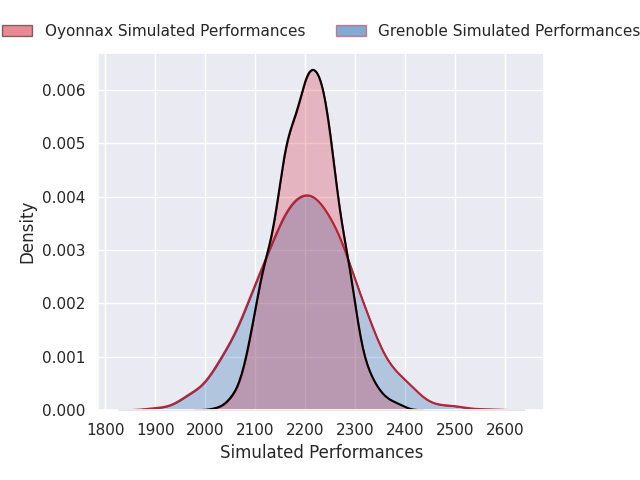 Oyonnax Simulated Performances Grenoble Simulated Performances
0.006
0.005
0.004
0.003
0.002
0.001
0.000
Density
1800 1900 2000 2100 2200 2300 2400 2500 2600
Simulated Performances